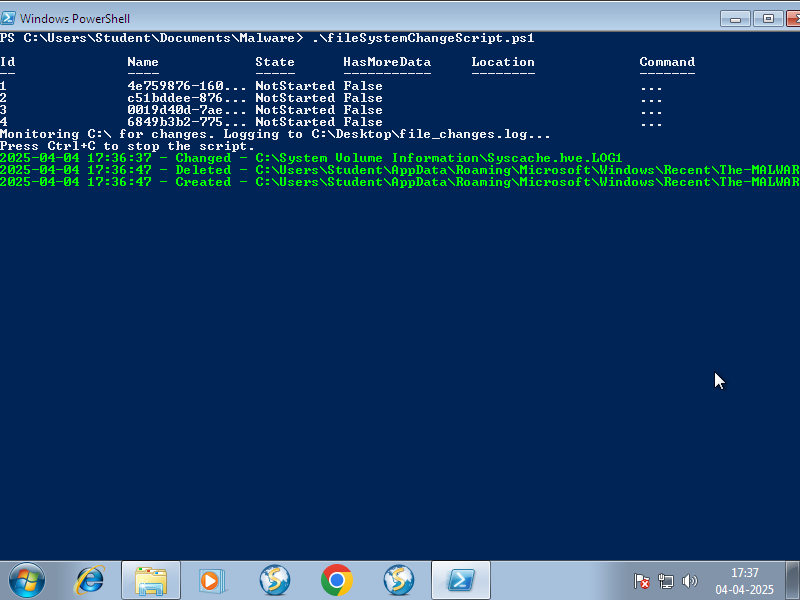 Windows PowerShell
PS C:\Users\Student\Documents\Malware> .\fileSystemChangeScript.ps1
Id Name State HasMoreData Location Command
-- ---- ----- ----------- -------- -------
1 4e759876-160... NotStarted False ...
2 c51bddee-876... NotStarted False ...
3 0019d40d-7ae... NotStarted False ...
4 6849b3b2-775... NotStarted False ...
Monitoring C:\ for changes. Logging to C:\Desktop\file_changes.log...
Press Ctrl+C to stop the script.
2025-04-04 17:36:37 - Changed - C:\System Volume Information\Syscache.hve.LOG1
2025-04-04 17:36:47 - Deleted - C:\Users\Student\AppData\Roaming\Microsoft\Windows\Recent\The-MALWAR
2025-04-04 17:36:47 - Created - C:\Users\Student\AppData\Roaming\Microsoft\Windows\Recent\The-MALWAR
17:37
04-04-2025